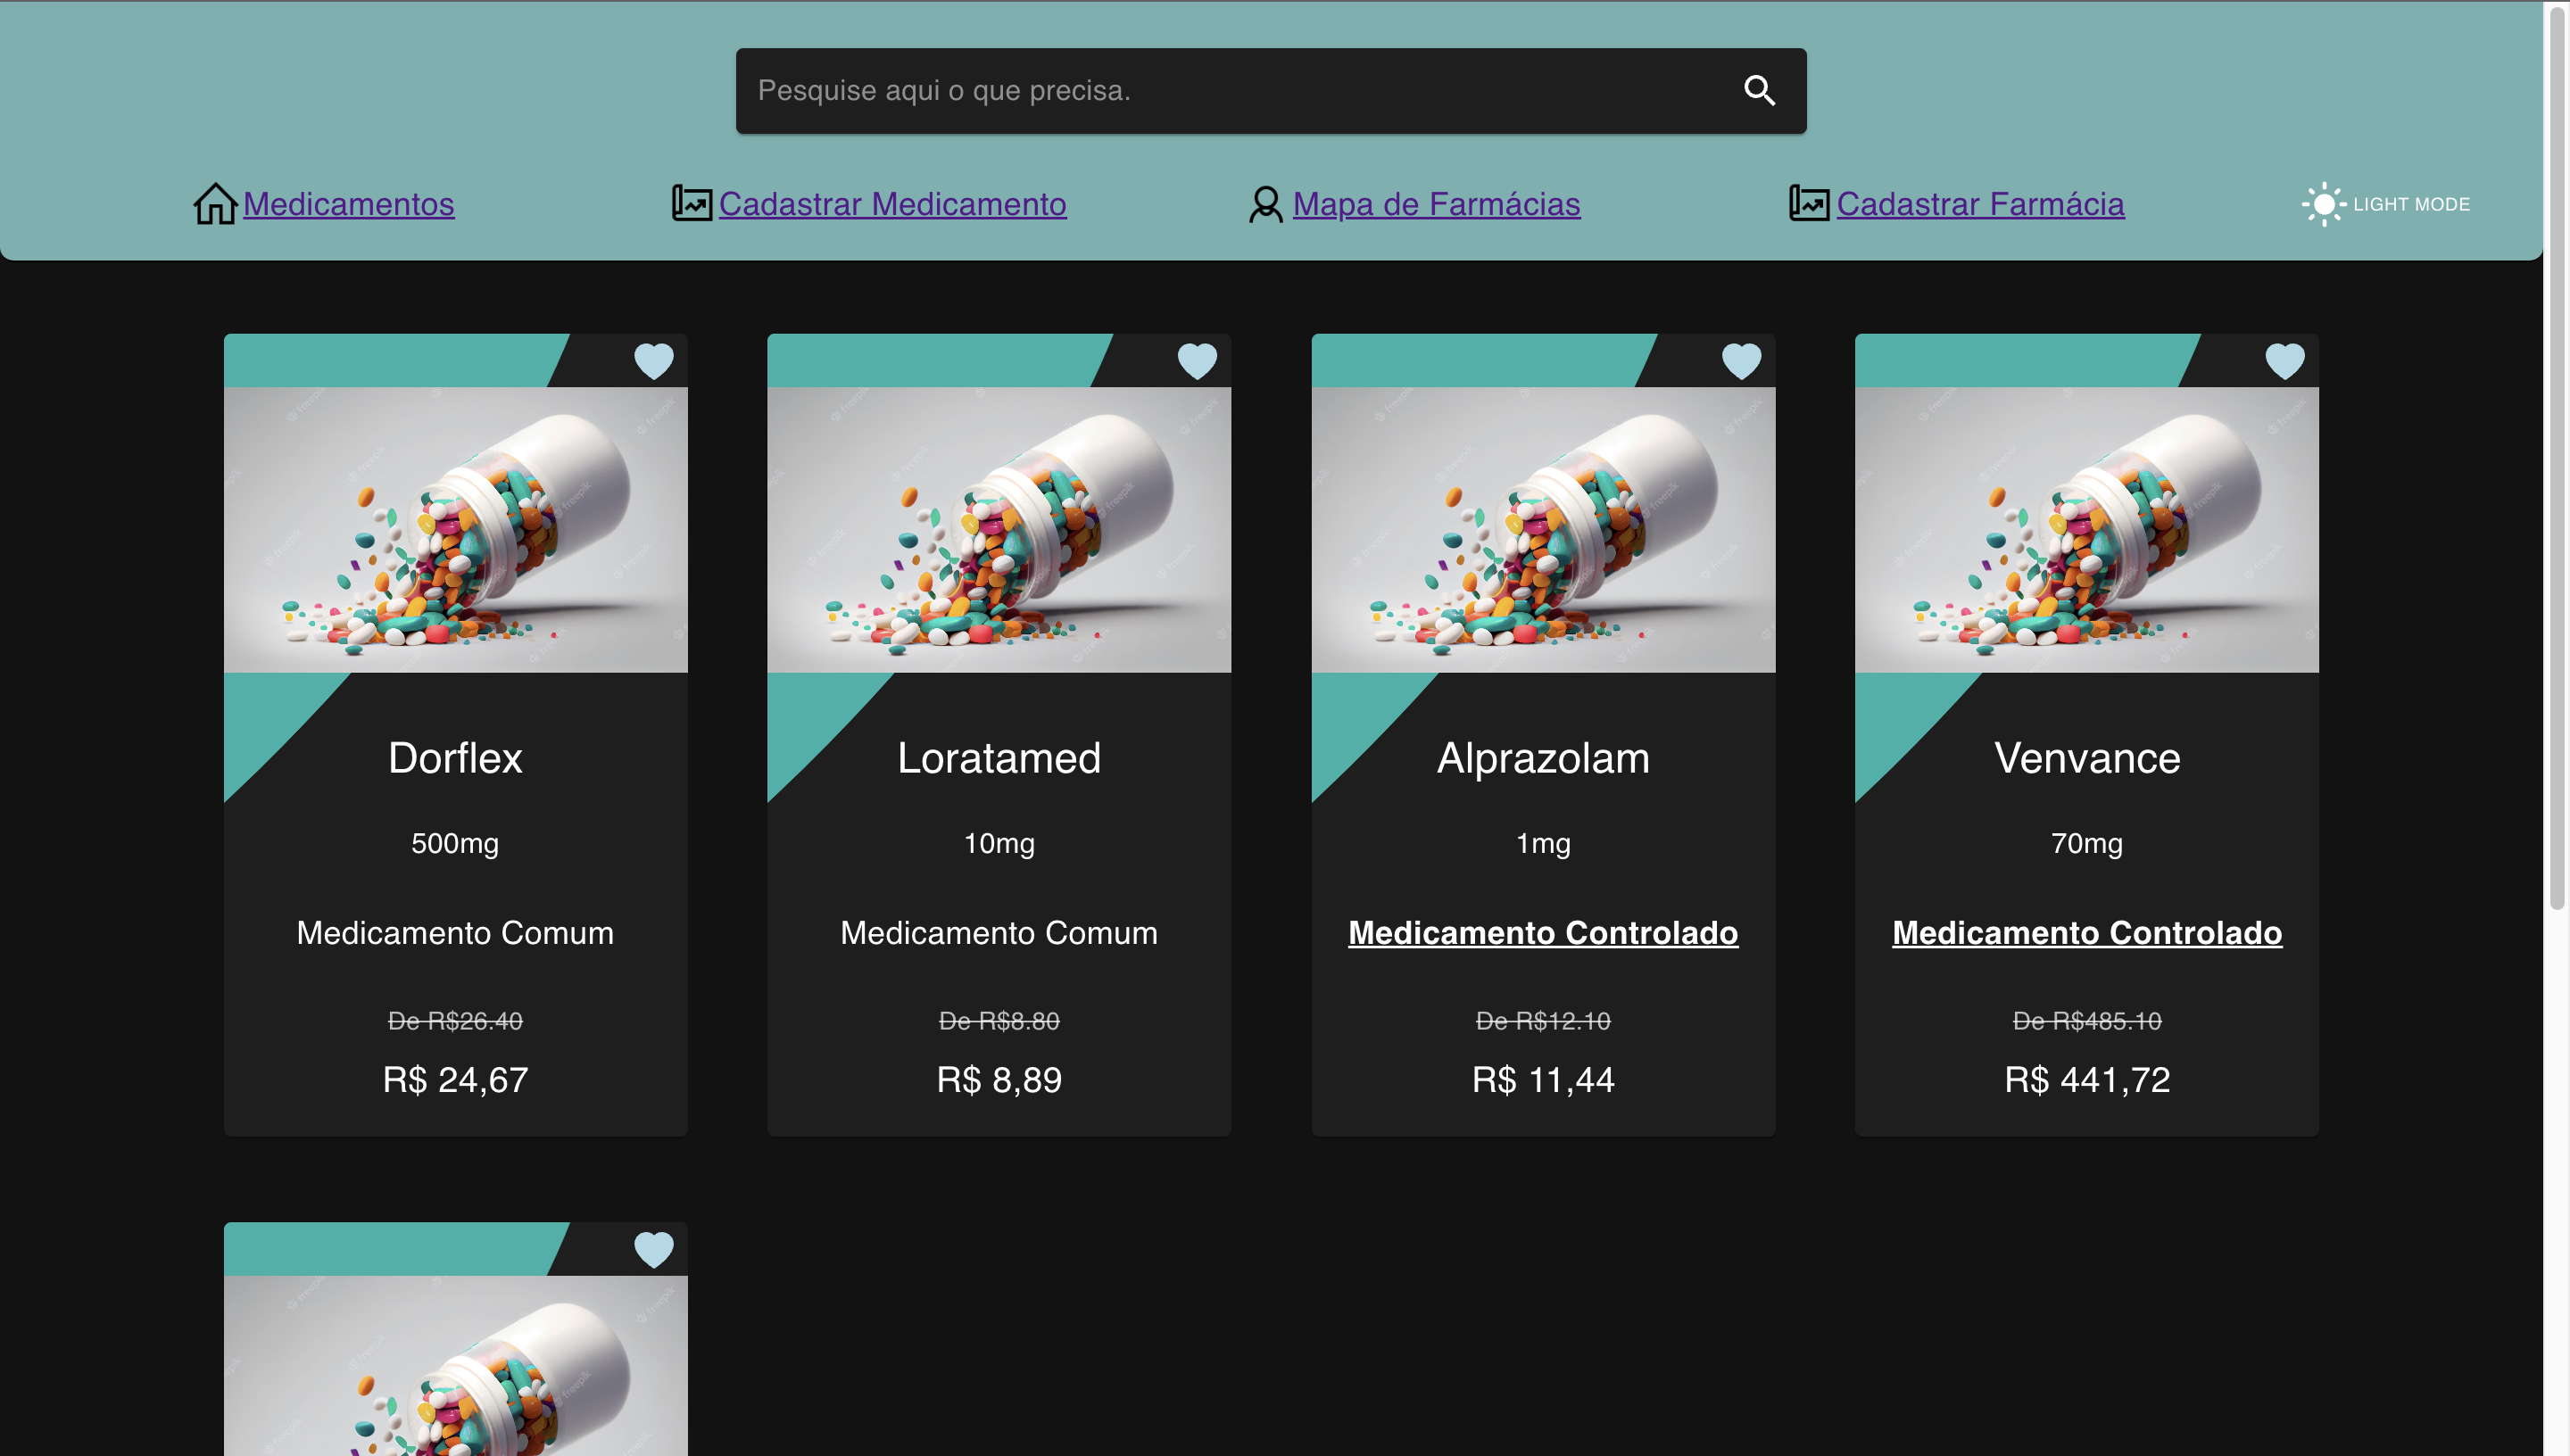 Pesquise aqui o que precisa.
Medicamentos
Cadastrar Medicamento
Mapa de Farmácias
Cadastrar Farmácia
LIGHT MODE
Dorflex
500mg
Medicamento Comum
De R$26.40
R$ 24,67
Loratamed
10mg
Medicamento Comum
De R$8.80
R$ 8,89
Alprazolam
1mg
Medicamento Controlado
De R$12.10
R$ 11,44
Venvance
70mg
Medicamento Controlado
De R$485.10
R$ 441,72